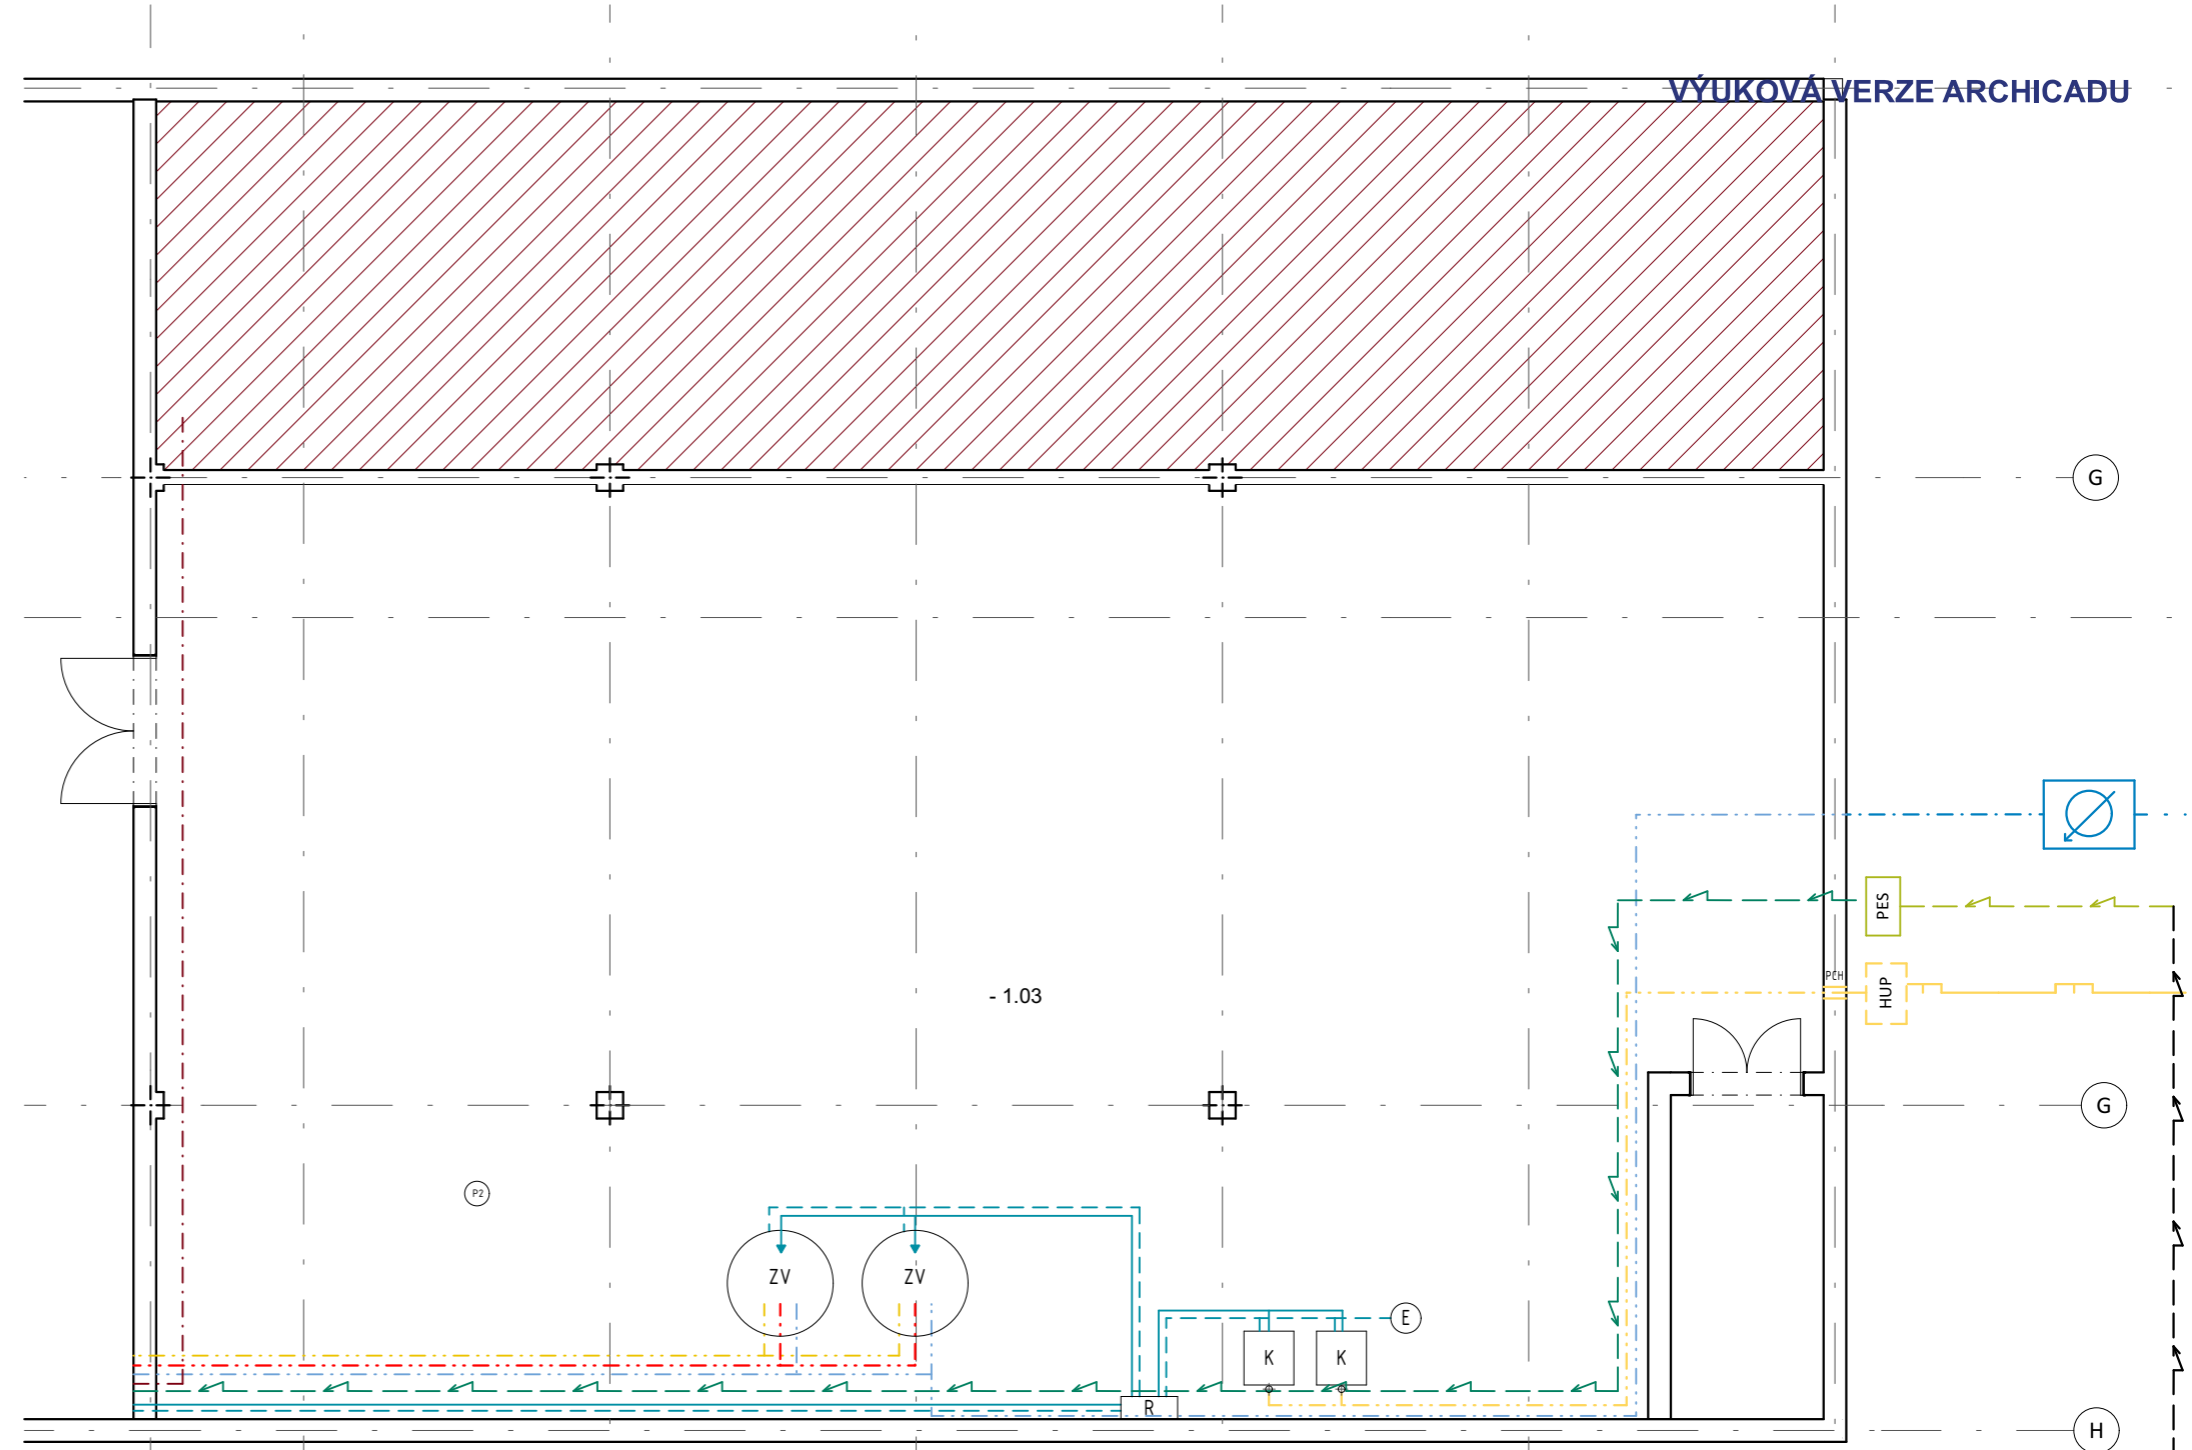 VÝUKOVÁ VERZE ARCHICADU
G
PES
PCH
HUP
- 1.03
G
P2
ZV
ZV
E
K
K
R
H